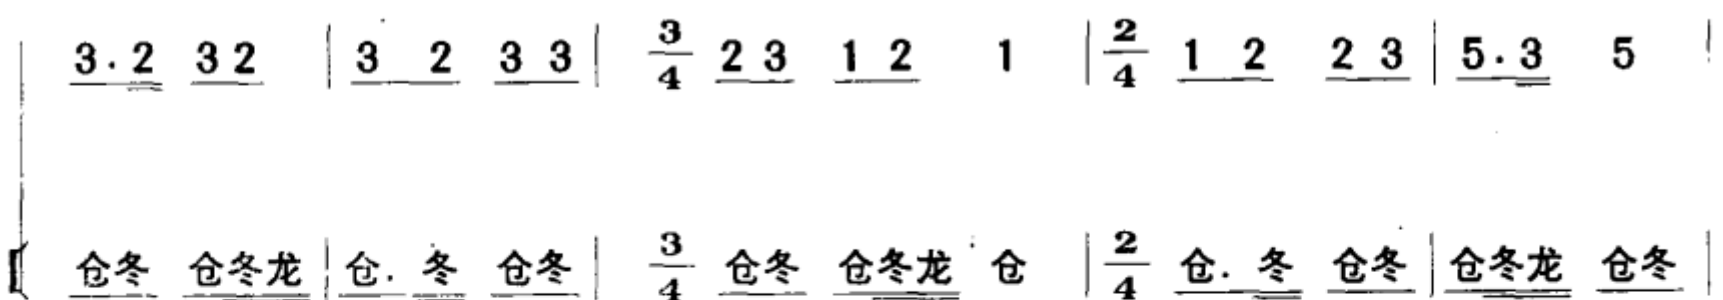 3·2 32 | 3 2 3 3 | 3/4 2 3 1 2 1 | 2/4 1 2 2 3 | 5·3 5 |
仓冬 仓冬龙 | 仓. 冬 仓冬 | 3/4 仓冬 仓冬龙 仓 | 2/4 仓. 冬 仓冬 | 仓冬龙 仓冬 |